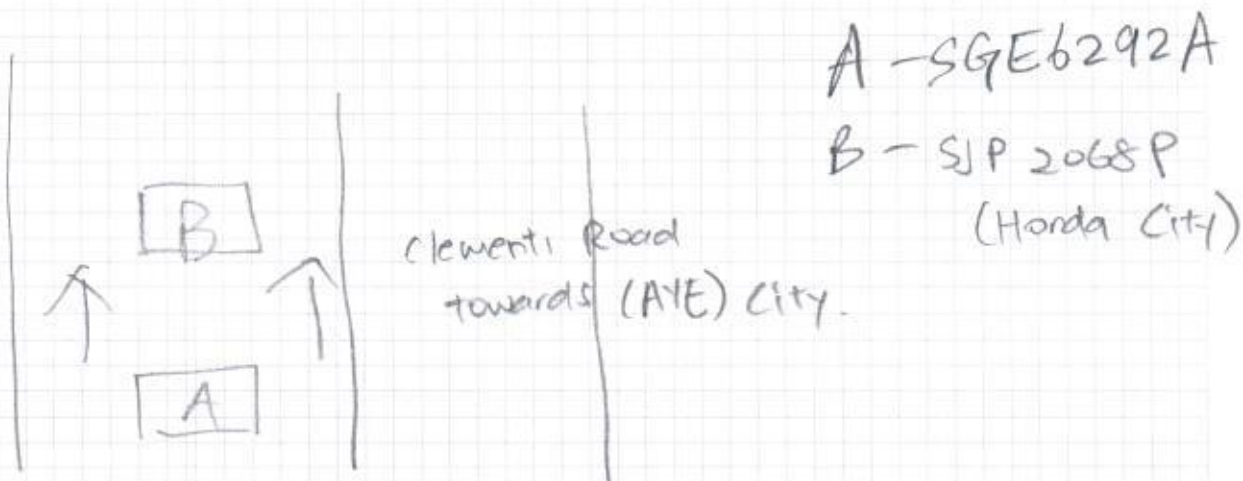 A - SGE6292A
B - SJP 2068P
(Honda City)
B
Clementi Road
towards (AYE) City.
A